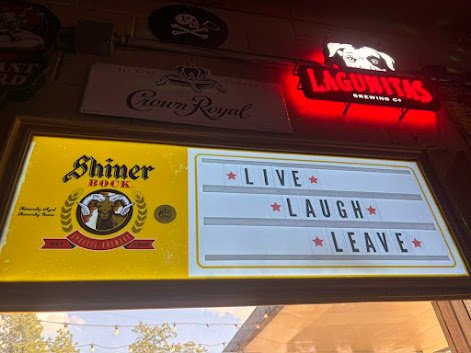 Crown Royal
LAGUNITAS
BREWING CO
Shiner
BOCK
LIVE
LAUGH
LEAVE